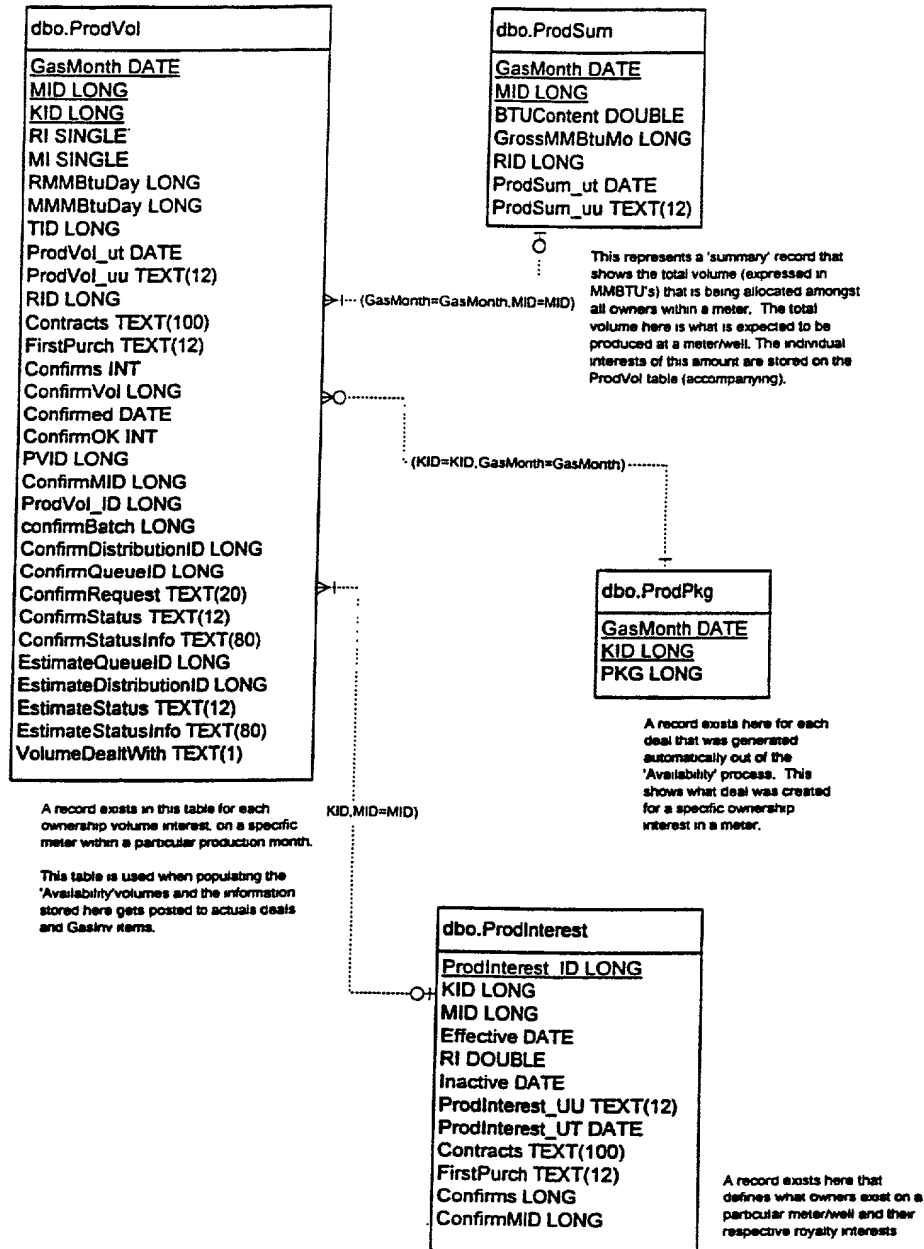 dbo.ProdVol
GasMonth DATE
MID LONG
KID LONG
RI SINGLE
MI SINGLE
RMMBtuDay LONG
MMMBtuDay LONG
TID LONG
ProdVol_ut DATE
ProdVol_uu TEXT(12)
RID LONG
Contracts TEXT(100)
FirstPurch TEXT(12)
Confirms INT
ConfirmVol LONG
Confirmed DATE
ConfirmOK INT
PVID LONG
ConfirmMID LONG
ProdVol_ID LONG
confirmBatch LONG
ConfirmDistributionID LONG
ConfirmQueueID LONG
ConfirmRequest TEXT(20)
ConfirmStatus TEXT(12)
ConfirmStatusInfo TEXT(80)
EstimateQueueID LONG
EstimateDistributionID LONG
EstimateStatus TEXT(12)
EstimateStatusInfo TEXT(80)
VolumeDealtWith TEXT(1)
A record exists in this table for each
ownership volume interest, on a specific
meter within a particular production month.
This table is used when populating the
'Availability'volumes and the information
stored here gets posted to actuals deals
and GasInv items.
dbo.ProdSum
GasMonth DATE
MID LONG
BTUContent DOUBLE
GrossMMBtuMo LONG
RID LONG
ProdSum_ut DATE
ProdSum_uu TEXT(12)
This represents a 'summary' record that
shows the total volume (expressed in
MMBTU's) that is being allocated amongst
all owners within a meter. The total
volume here is what is expected to be
produced at a meter/well. The individual
interests of this amount are stored on the
ProdVol table (accompanying).
(GasMonth=GasMonth,MID=MID)
(KID=KID,GasMonth=GasMonth)
dbo.ProdPkg
GasMonth DATE
KID LONG
PKG LONG
A record exists here for each
deal that was generated
automatically out of the
'Availability' process. This
shows what deal was created
for a specific ownership
interest in a meter.
KID,MID=MID)
dbo.ProdInterest
ProdInterest_ID LONG
KID LONG
MID LONG
Effective DATE
RI DOUBLE
Inactive DATE
ProdInterest_UU TEXT(12)
ProdInterest_UT DATE
Contracts TEXT(100)
FirstPurch TEXT(12)
Confirms LONG
ConfirmMID LONG
A record exists here that
defines what owners exist on a
particular meter/well and their
respective royalty interests